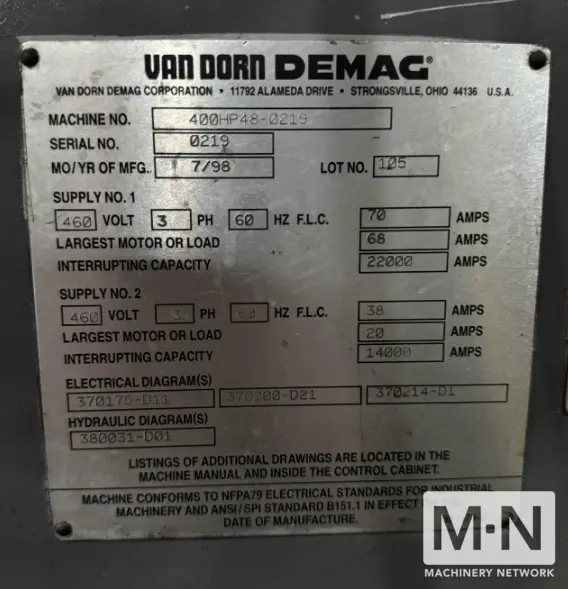 VAN DORN DEMAG
VAN DORN DEMAG CORPORATION • 11792 ALAMEDA DRIVE • STRONGSVILLE, OHIO 44136 U.S.A.
MACHINE NO. 400HP48-0219
SERIAL NO. 0219
MO/YR OF MFG. 7/98 LOT NO. 105
SUPPLY NO. 1
460 VOLT 3 PH 60 HZ F.L.C. 70 AMPS
LARGEST MOTOR OR LOAD 68 AMPS
INTERRUPTING CAPACITY 22000 AMPS
SUPPLY NO. 2
460 VOLT 3 PH 60 HZ F.L.C. 38 AMPS
LARGEST MOTOR OR LOAD 20 AMPS
INTERRUPTING CAPACITY 14000 AMPS
ELECTRICAL DIAGRAM(S)
370175-D11 370200-D21 370214-D1
HYDRAULIC DIAGRAM(S)
380031-D01
LISTINGS OF ADDITIONAL DRAWINGS ARE LOCATED IN THE
MACHINE MANUAL AND INSIDE THE CONTROL CABINET.
MACHINE CONFORMS TO NFPA79 ELECTRICAL STANDARDS FOR INDUSTRIAL
MACHINERY AND ANSI/SPI STANDARD B151.1 IN EFFECT
DATE OF MANUFACTURE.
M·N
MACHINERY NETWORK